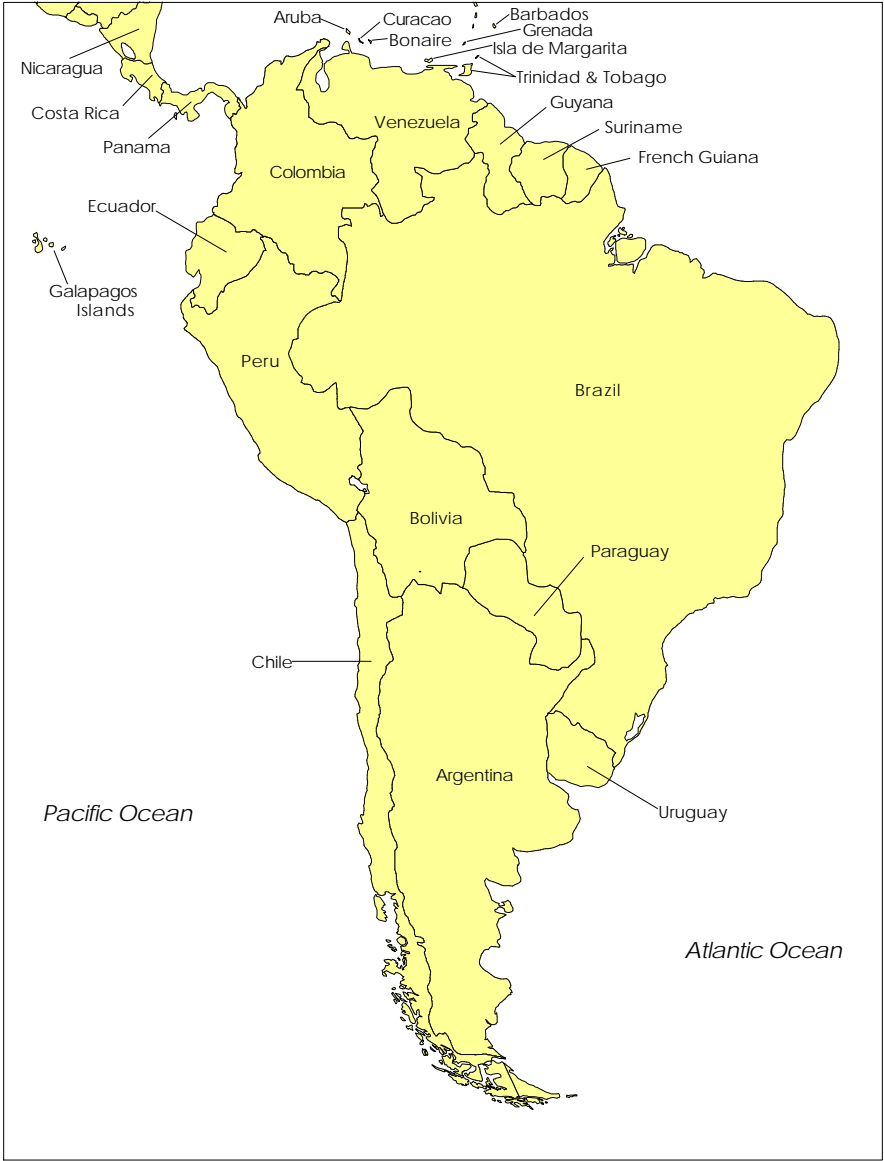 Aruba
Curacao
Bonaire
Barbados
Grenada
Isla de Margarita
Trinidad & Tobago
Nicaragua
Costa Rica
Panama
Venezuela
Guyana
Suriname
French Guiana
Colombia
Ecuador
Galapagos
Islands
Peru
Brazil
Bolivia
Paraguay
Chile
Argentina
Uruguay
Pacific Ocean
Atlantic Ocean